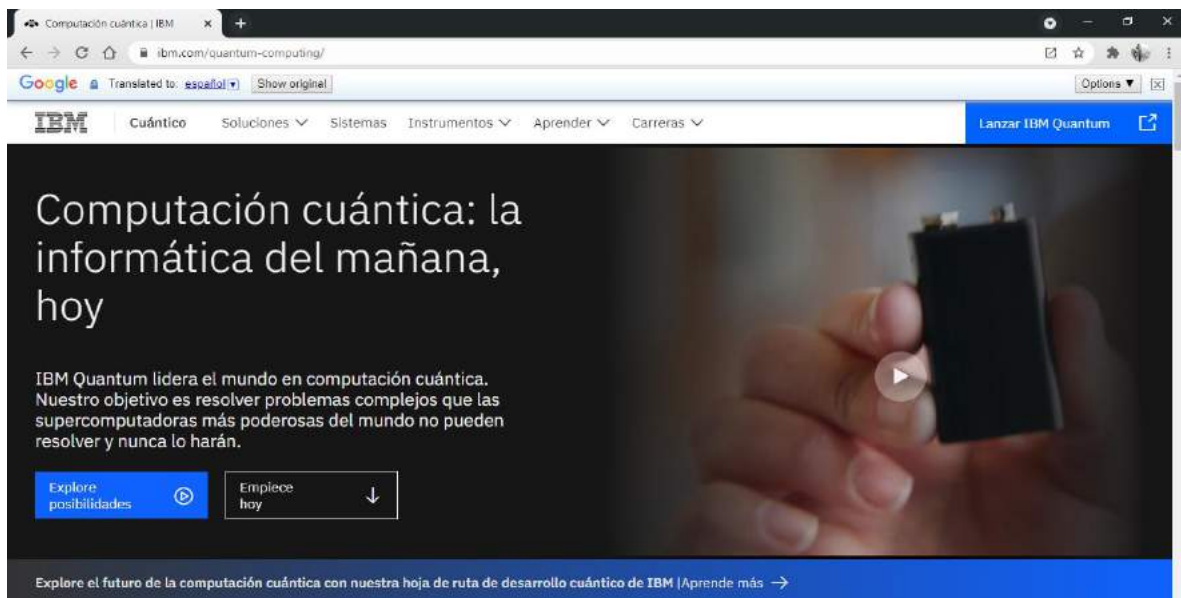 Computación cuántica | IBM
ibm.com/quantum-computing/
Google Translated to: español Show original Options ▼
IBM Cuántico Soluciones Sistemas Instrumentos Aprender Carreras Lanzar IBM Quantum
Computación cuántica: la
informática del mañana,
hoy
IBM Quantum lidera el mundo en computación cuántica.
Nuestro objetivo es resolver problemas complejos que las
supercomputadoras más poderosas del mundo no pueden
resolver y nunca lo harán.
Explore
posibilidades
Empiece
hoy
Explore el futuro de la computación cuántica con nuestra hoja de ruta de desarrollo cuántico de IBM |Aprende más →